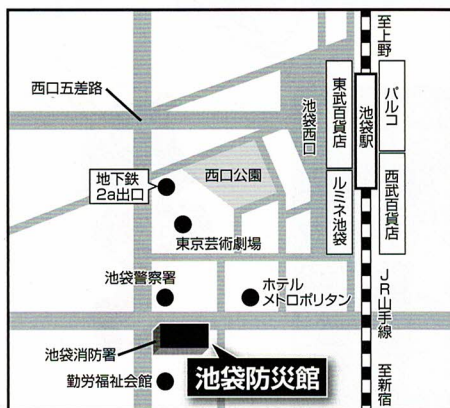 至上野
西口五差路
池袋西口
東武百貨店
池袋駅
パルコ
地下鉄
2a出口
西口公園
ルミネ池袋
西武百貨店
東京芸術劇場
池袋警察署
ホテル
メトロポリタン
JR山手線
池袋消防署
池袋防災館
勤労福祉会館
至新宿